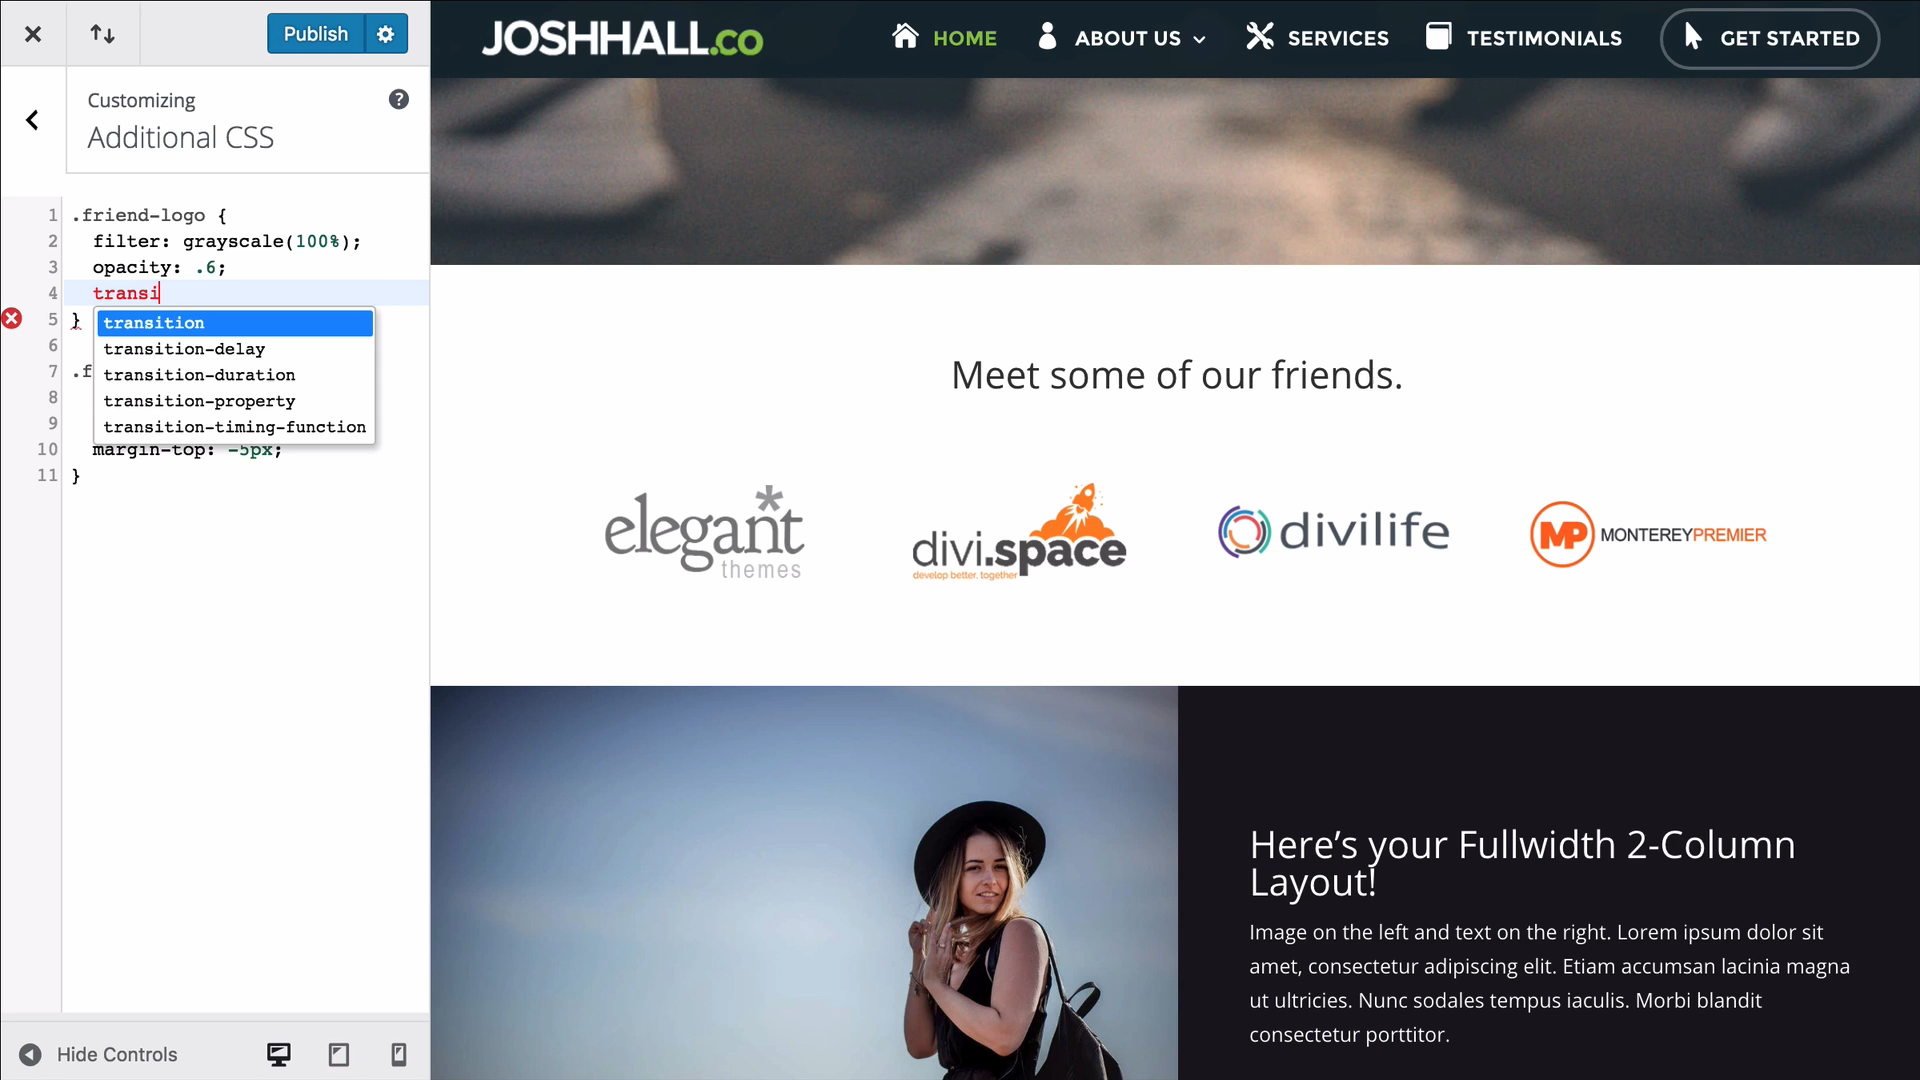 Publish
JOSHHALL.CO
HOME
ABOUT US
SERVICES
TESTIMONIALS
GET STARTED
Customizing
?
Additional CSS
1 .friend-logo {
2 filter: grayscale(100%);
3 opacity: .6;
4 transi
5 }
transition
6
transition-delay
7 .f
transition-duration
8
transition-property
9
transition-timing-function
10 margin-top: -5px;
11 }
Meet some of our friends.
elegant*
themes
divi.space
develop better. together
divilife
MP MONTEREYPREMIER
Here’s your Fullwidth 2-Column
Layout!
Image on the left and text on the right. Lorem ipsum dolor sit
amet, consectetur adipiscing elit. Etiam accumsan lacinia magna
ut ultricies. Nunc sodales tempus iaculis. Morbi blandit
consectetur porttitor.
Hide Controls